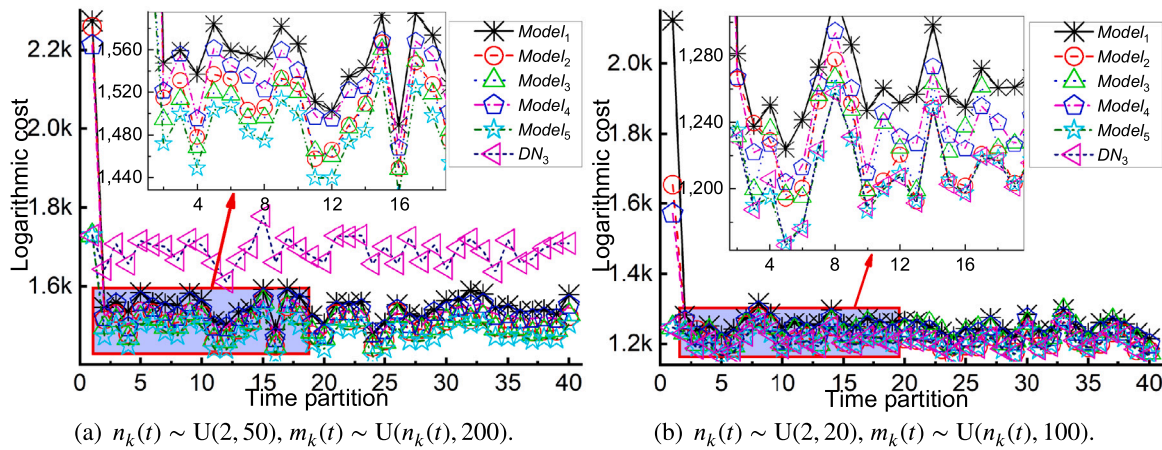 Logarithmic cost
2.2k
2.0k
1.8k
1.6k
1,560
1,520
1,480
1,440
4 8 12 16
Model1
Model2
Model3
Model4
Model5
DN3
0 5 10 15 20 25 30 35 40
Time partition
(a) nk(t) ~ U(2, 50), mk(t) ~ U(nk(t), 200).
Logarithmic cost
2.0k
1.8k
1.6k
1.4k
1.2k
1,280
1,240
1,200
4 8 12 16
Model1
Model2
Model3
Model4
Model5
DN3
0 5 10 15 20 25 30 35 40
Time partition
(b) nk(t) ~ U(2, 20), mk(t) ~ U(nk(t), 100).